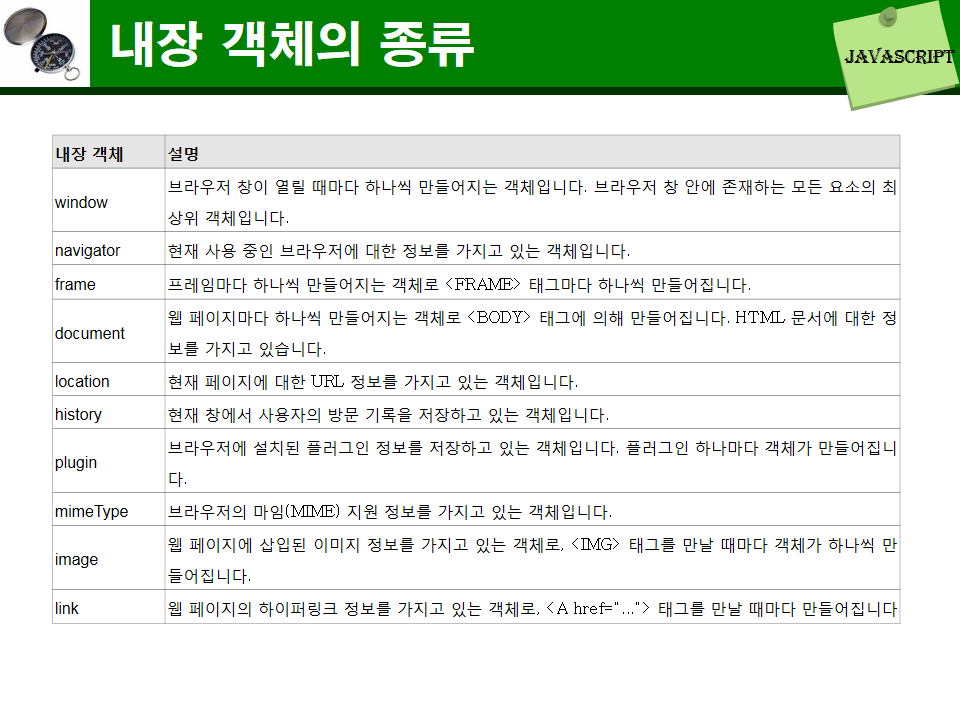 내장 객체의 종류
JAVASCRIPT
내장 객체 설명
window 브라우저 창이 열릴 때마다 하나씩 만들어지는 객체입니다. 브라우저 창 안에 존재하는 모든 요소의 최
상위 객체입니다.
navigator 현재 사용 중인 브라우저에 대한 정보를 가지고 있는 객체입니다.
frame 프레임마다 하나씩 만들어지는 객체로 <FRAME> 태그마다 하나씩 만들어집니다.
document 웹 페이지마다 하나씩 만들어지는 객체로 <BODY> 태그에 의해 만들어집니다. HTML 문서에 대한 정
보를 가지고 있습니다.
location 현재 페이지에 대한 URL 정보를 가지고 있는 객체입니다.
history 현재 창에서 사용자의 방문 기록을 저장하고 있는 객체입니다.
plugin 브라우저에 설치된 플러그인 정보를 저장하고 있는 객체입니다. 플러그인 하나마다 객체가 만들어집니
다.
mimeType 브라우저의 마임(MIME) 지원 정보를 가지고 있는 객체입니다.
image 웹 페이지에 삽입된 이미지 정보를 가지고 있는 객체로, <IMG> 태그를 만날 때마다 객체가 하나씩 만
들어집니다.
link 웹 페이지의 하이퍼링크 정보를 가지고 있는 객체로, <A href="..."> 태그를 만날 때마다 만들어집니다